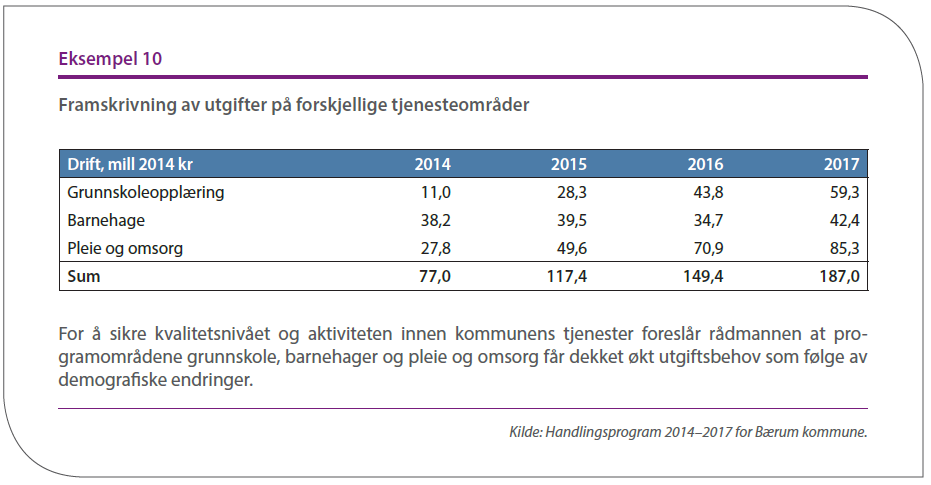 Eksempel 10
Framskrivning av utgifter på forskjellige tjenesteområder
Drift, mill 2014 kr 2014 2015 2016 2017
Grunnskoleopplæring 11,0 28,3 43,8 59,3
Barnehage 38,2 39,5 34,7 42,4
Pleie og omsorg 27,8 49,6 70,9 85,3
Sum 77,0 117,4 149,4 187,0
For å sikre kvalitetsnivået og aktiviteten innen kommunens tjenester foreslår rådmannen at pro-
gramområdene grunnskole, barnehager og pleie og omsorg får dekket økt utgiftsbehov som følge av
demografiske endringer.
Kilde: Handlingsprogram 2014–2017 for Bærum kommune.